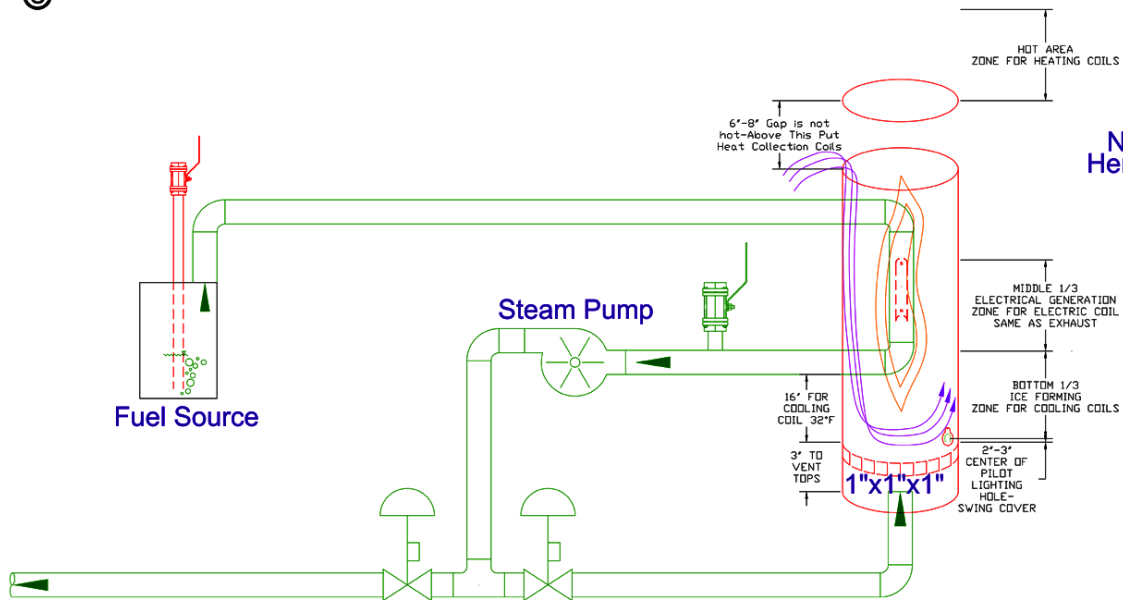 ©
HOT AREA
ZONE FOR HEATING COILS
6"-8" Gap is not
hot-Above This Put
Heat Collection Coils
N
Her
Steam Pump
MIDDLE 1/3
ELECTRICAL GENERATION
ZONE FOR ELECTRIC COIL
SAME AS EXHAUST
Fuel Source
16" FOR
COOLING
COIL 32°F
BOTTOM 1/3
ICE FORMING
ZONE FOR COOLING COILS
3" TO
VENT
TOPS
1"x1"x1"
2"-3"
CENTER OF
PILOT
LIGHTING
HOLE-
SWING COVER